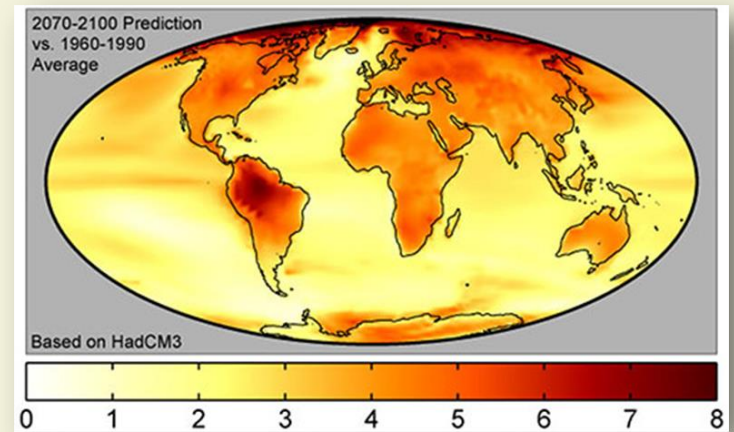 2070-2100 Prediction
vs. 1960-1990
Average
Based on HadCM3
0 1 2 3 4 5 6 7 8